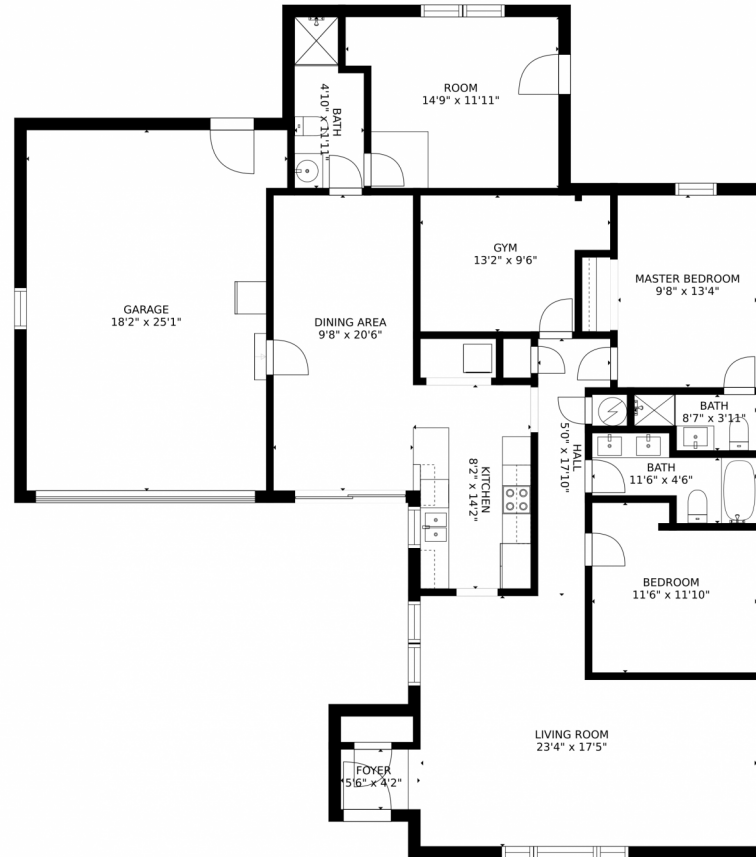 ROOM
14'9" x 11'11"
BATH
4'10" x 11'11"
GYM
13'2" x 9'6"
MASTER BEDROOM
9'8" x 13'4"
GARAGE
18'2" x 25'1"
DINING AREA
9'8" x 20'6"
BATH
8'7" x 3'11"
HALL
5'0" x 17'10"
KITCHEN
8'2" x 14'2"
BATH
11'6" x 4'6"
BEDROOM
11'6" x 11'10"
LIVING ROOM
23'4" x 17'5"
FOYER
5'6" x 4'2"